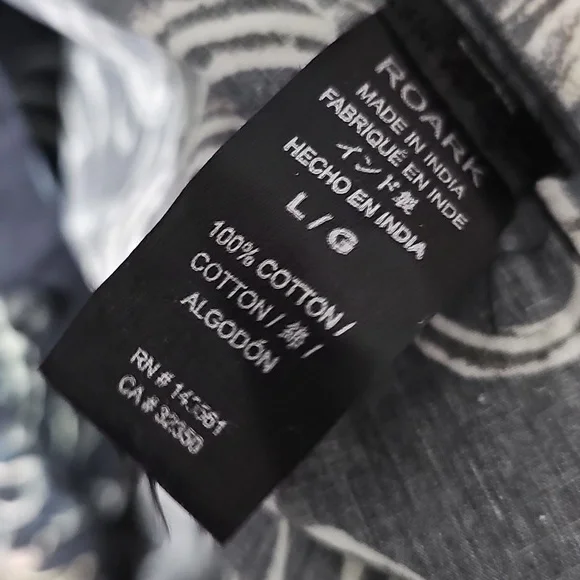 ROARK
MADE IN INDIA
FABRIQUÉ EN INDE
インド製
HECHO EN INDIA
L / G
100% COTTON /
COTTON / 綿 /
ALGODÓN
RN #
CA # 32350